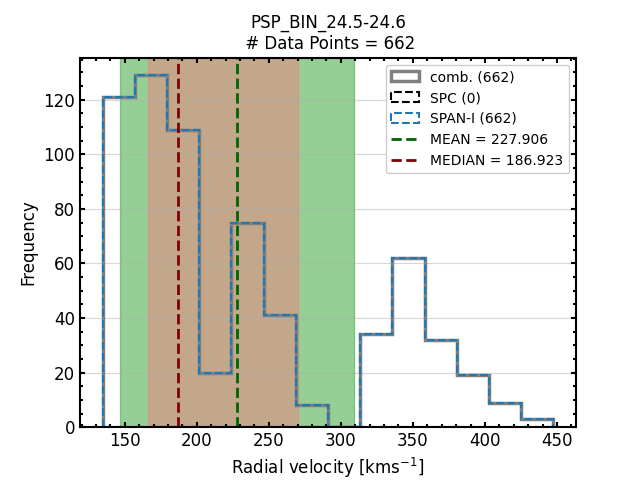 PSP_BIN_24.5-24.6
# Data Points = 662
comb. (662)
SPC (0)
SPAN-I (662)
MEAN = 227.906
MEDIAN = 186.923
Frequency
120
100
80
60
40
20
0
150 200 250 300 350 400 450
Radial velocity [kms⁻¹]